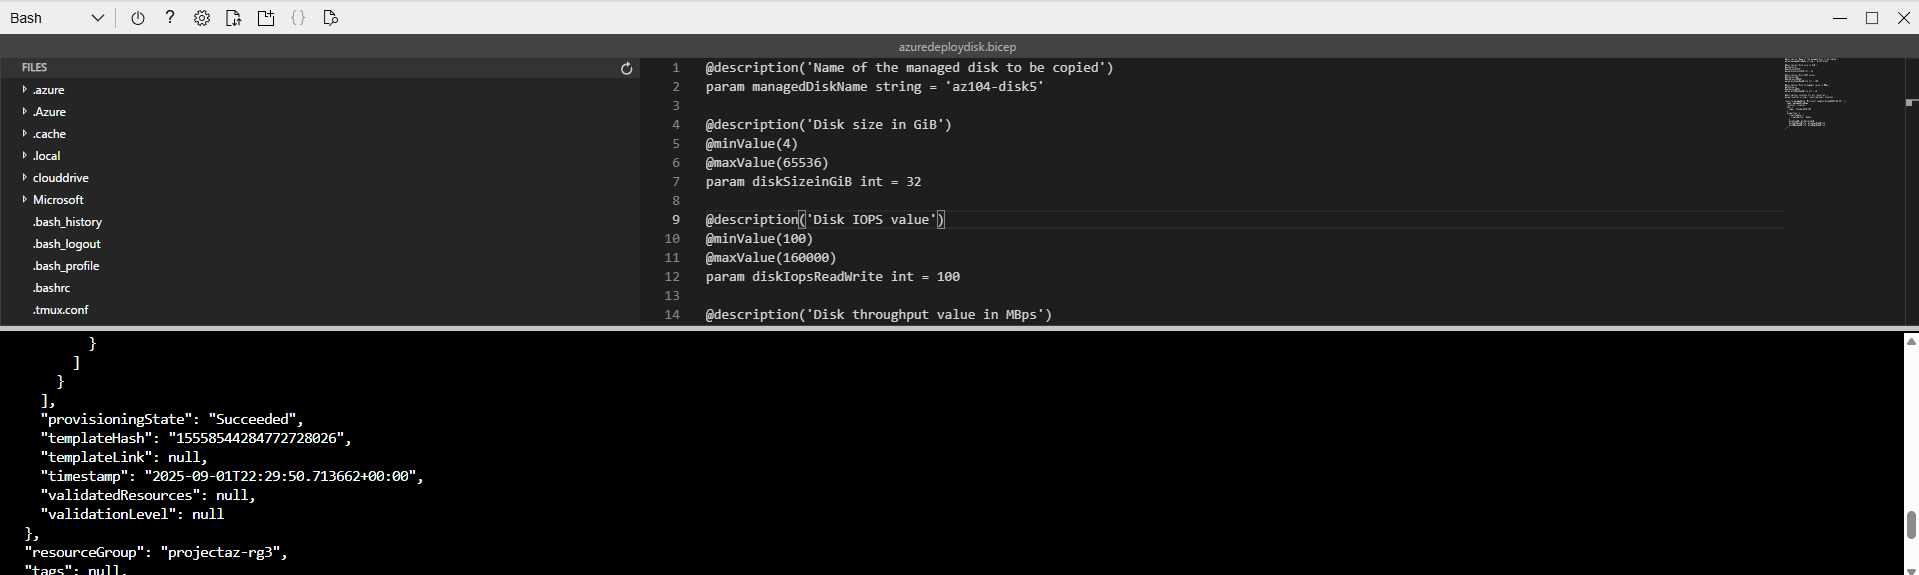 Bash
?
{}
azuredeploydisk.bicep
FILES
.azure
.Azure
.cache
.local
clouddrive
Microsoft
.bash_history
.bash_logout
.bash_profile
.bashrc
.tmux.conf
1 @description('Name of the managed disk to be copied')
2 param managedDiskName string = 'az104-disk5'
3
4 @description('Disk size in GiB')
5 @minValue(4)
6 @maxValue(65536)
7 param diskSizeinGiB int = 32
8
9 @description('Disk IOPS value')
10 @minValue(100)
11 @maxValue(160000)
12 param diskIopsReadWrite int = 100
13
14 @description('Disk throughput value in MBps')
}
]
}
],
"provisioningState": "Succeeded",
"templateHash": "15558544284772728026",
"templateLink": null,
"timestamp": "2025-09-01T22:29:50.713662+00:00",
"validatedResources": null,
"validationLevel": null
},
"resourceGroup": "projectaz-rg3",
"tags": null,